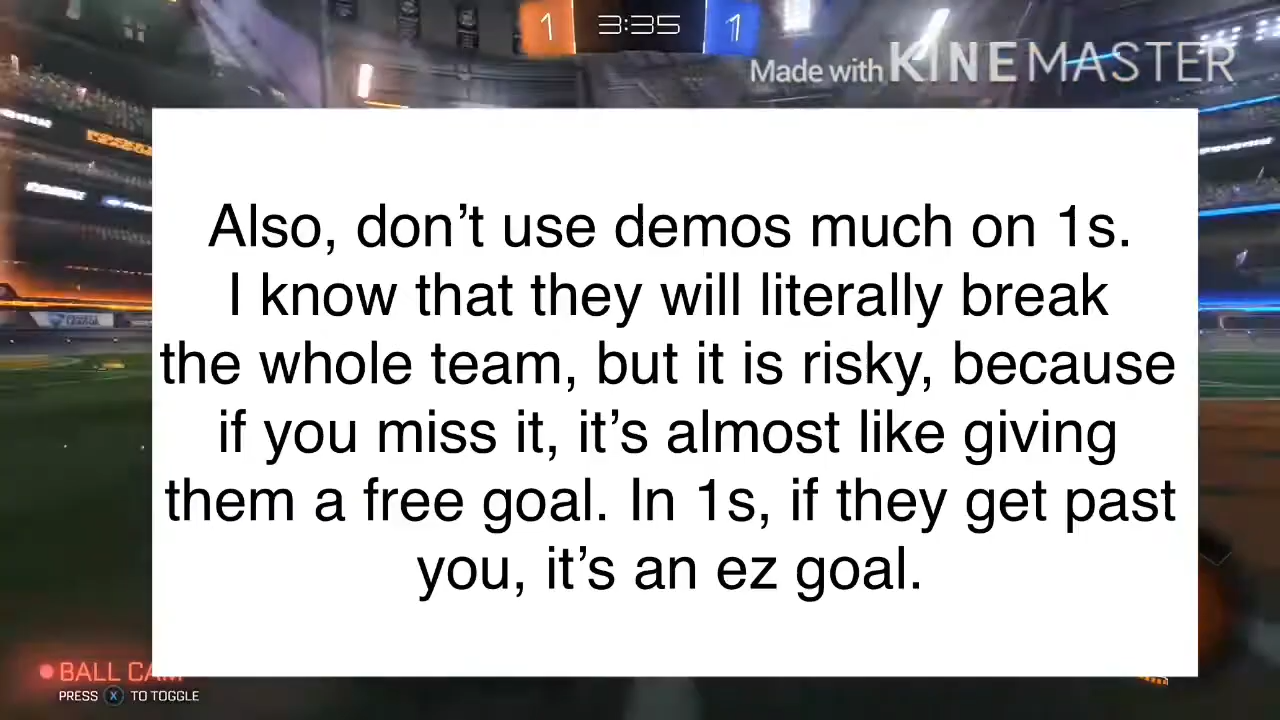 1 3:35 1
Made with KINEMASTER
Also, don’t use demos much on 1s.
I know that they will literally break
the whole team, but it is risky, because
if you miss it, it’s almost like giving
them a free goal. In 1s, if they get past
you, it’s an ez goal.
BALL CAM
PRESS X TO TOGGLE